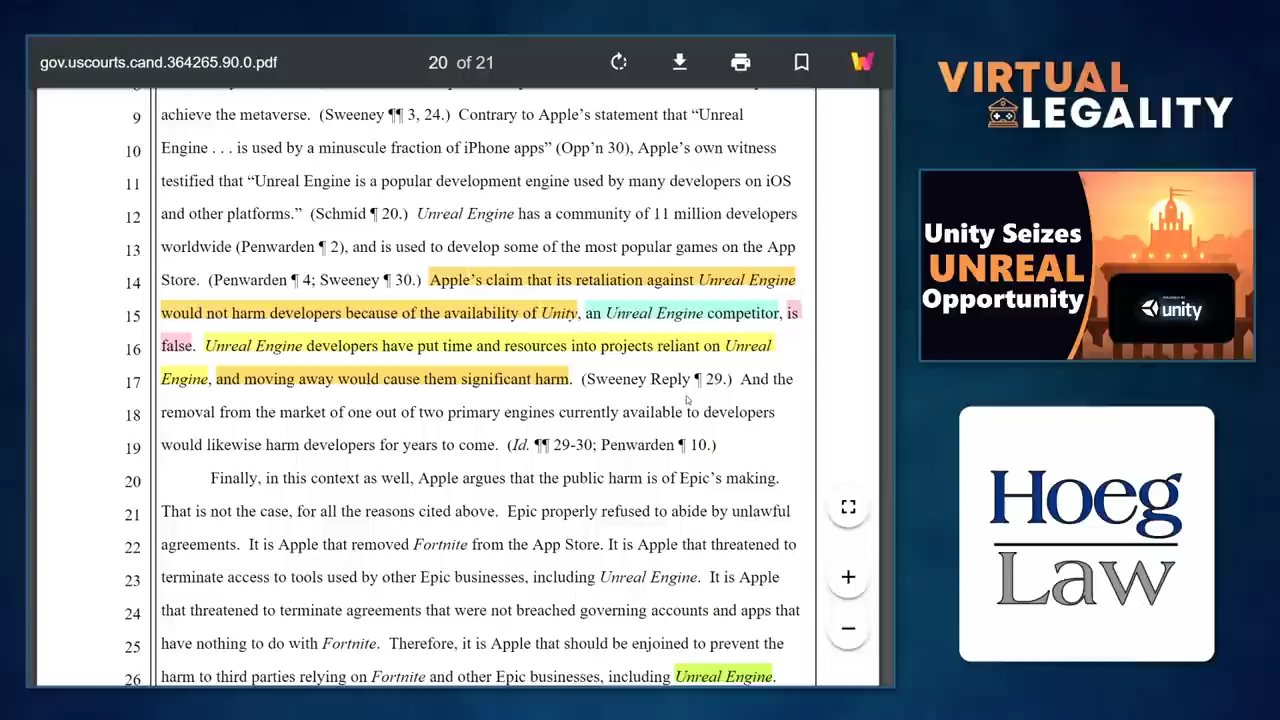 gov.uscourts.cand.364265.90.0.pdf
20 of 21
9 achieve the metaverse. (Sweeney ¶¶ 3, 24.) Contrary to Apple's statement that "Unreal
10 Engine . . . is used by a minuscule fraction of iPhone apps" (Opp'n 30), Apple's own witness
11 testified that "Unreal Engine is a popular development engine used by many developers on iOS
12 and other platforms." (Schmid ¶ 20.) Unreal Engine has a community of 11 million developers
13 worldwide (Penwarden ¶ 2), and is used to develop some of the most popular games on the App
14 Store. (Penwarden ¶ 4; Sweeney ¶ 30.) Apple's claim that its retaliation against Unreal Engine
15 would not harm developers because of the availability of Unity, an Unreal Engine competitor, is
16 false. Unreal Engine developers have put time and resources into projects reliant on Unreal
17 Engine, and moving away would cause them significant harm. (Sweeney Reply ¶ 29.) And the
18 removal from the market of one out of two primary engines currently available to developers
19 would likewise harm developers for years to come. (Id. ¶¶ 29-30; Penwarden ¶ 10.)
20 Finally, in this context as well, Apple argues that the public harm is of Epic's making.
21 That is not the case, for all the reasons cited above. Epic properly refused to abide by unlawful
22 agreements. It is Apple that removed Fortnite from the App Store. It is Apple that threatened to
23 terminate access to tools used by other Epic businesses, including Unreal Engine. It is Apple
24 that threatened to terminate agreements that were not breached governing accounts and apps that
25 have nothing to do with Fortnite. Therefore, it is Apple that should be enjoined to prevent the
26 harm to third parties relying on Fortnite and other Epic businesses, including Unreal Engine.
VIRTUAL
LEGALITY
Unity Seizes
UNREAL
Opportunity
unity
Hoeg
Law